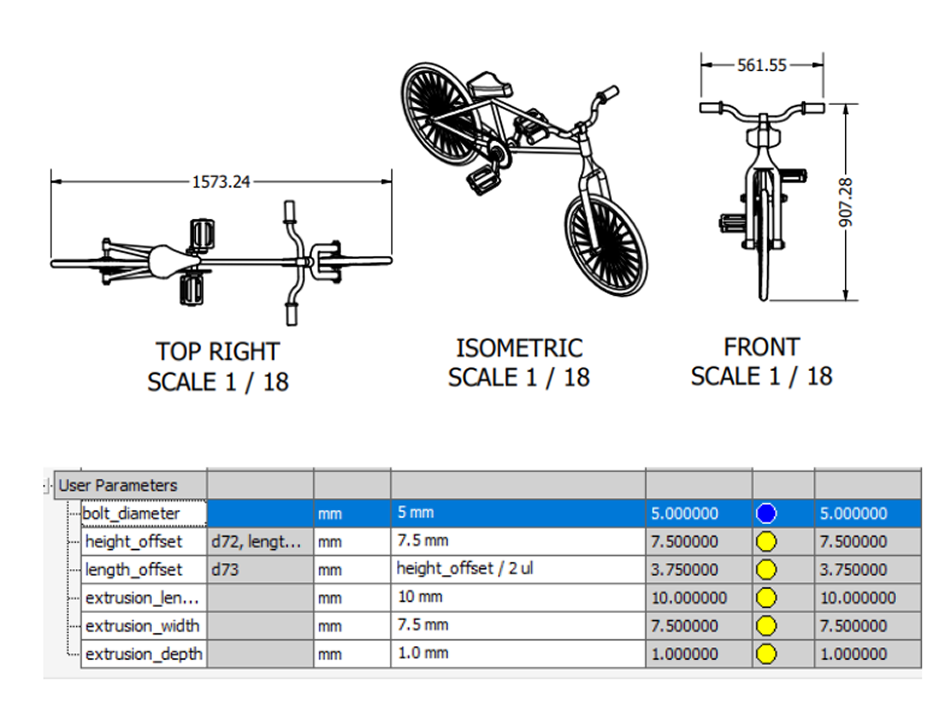 561.55
1573.24
907.28
TOP RIGHT
SCALE 1 / 18
ISOMETRIC
SCALE 1 / 18
FRONT
SCALE 1 / 18
User Parameters
bolt_diameter mm 5 mm 5.000000 5.000000
height_offset d72, lengt... mm 7.5 mm 7.500000 7.500000
length_offset d73 mm height_offset / 2 ul 3.750000 3.750000
extrusion_len... mm 10 mm 10.000000 10.000000
extrusion_width mm 7.5 mm 7.500000 7.500000
extrusion_depth mm 1.0 mm 1.000000 1.000000